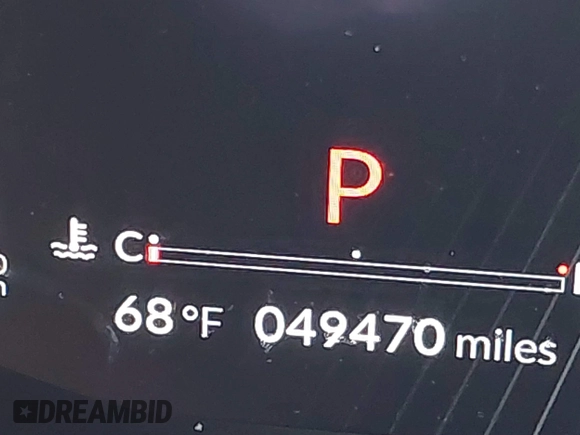 P
C
68°F 049470 miles
DREAMBID